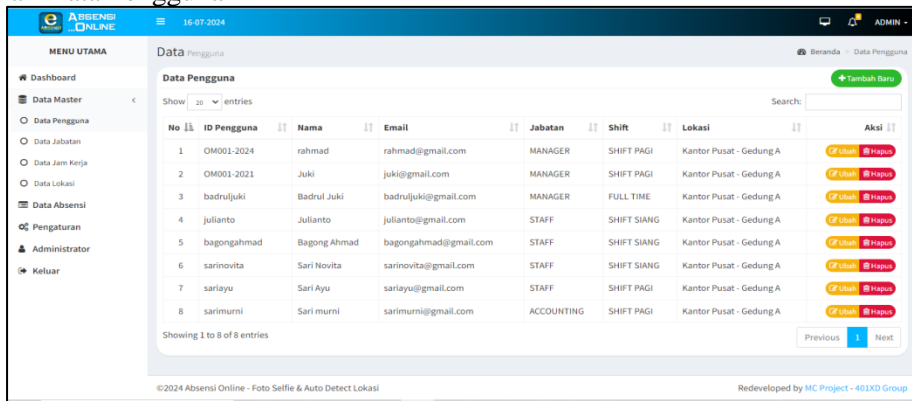 ABSENSI
...ONLINE
16-07-2024
ADMIN
MENU UTAMA
Data Pengguna
Beranda > Data Pengguna
Dashboard
Data Master
Data Pengguna
Data Jabatan
Data Jam Kerja
Data Lokasi
Data Absensi
Pengaturan
Administrator
Keluar
Data Pengguna
+Tambah Baru
Show 20 entries
Search:
No ID Pengguna Nama Email Jabatan Shift Lokasi Aksi
1 OM001-2024 rahmad rahmad@gmail.com MANAGER SHIFT PAGI Kantor Pusat - Gedung A Ubah Hapus
2 OM001-2021 Juki juki@gmail.com MANAGER SHIFT PAGI Kantor Pusat - Gedung A Ubah Hapus
3 badruljuki Badrul Juki badruljuki@gmail.com MANAGER FULL TIME Kantor Pusat - Gedung A Ubah Hapus
4 julianto Julianto julianto@gmail.com STAFF SHIFT SIANG Kantor Pusat - Gedung A Ubah Hapus
5 bagongahmad Bagong Ahmad bagongahmad@gmail.com STAFF SHIFT SIANG Kantor Pusat - Gedung A Ubah Hapus
6 sarinovita Sari Novita sarinovita@gmail.com STAFF SHIFT SIANG Kantor Pusat - Gedung A Ubah Hapus
7 sariayu Sari Ayu sariayu@gmail.com STAFF SHIFT PAGI Kantor Pusat - Gedung A Ubah Hapus
8 sarimurni Sari murni sarimurni@gmail.com ACCOUNTING SHIFT PAGI Kantor Pusat - Gedung A Ubah Hapus
Showing 1 to 8 of 8 entries
Previous 1 Next
©2024 Absensi Online - Foto Selfie & Auto Detect Lokasi
Redeveloped by MC Project - 401XD Group